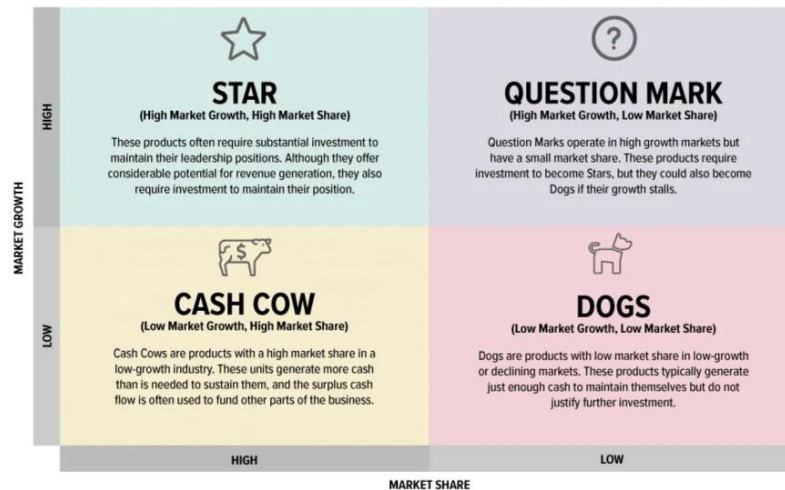 MARKET GROWTH
HIGH
STAR
(High Market Growth, High Market Share)
These products often require substantial investment to
maintain their leadership positions. Although they offer
considerable potential for revenue generation, they also
require investment to maintain their position.
?
QUESTION MARK
(High Market Growth, Low Market Share)
Question Marks operate in high growth markets but
have a small market share. These products require
investment to become Stars, but they could also become
Dogs if their growth stalls.
LOW
$
CASH COW
(Low Market Growth, High Market Share)
Cash Cows are products with a high market share in a
low-growth industry. These units generate more cash
than is needed to sustain them, and the surplus cash
flow is often used to fund other parts of the business.
DOGS
(Low Market Growth, Low Market Share)
Dogs are products with low market share in low-growth
or declining markets. These products typically generate
just enough cash to maintain themselves but do not
justify further investment.
HIGH
LOW
MARKET SHARE